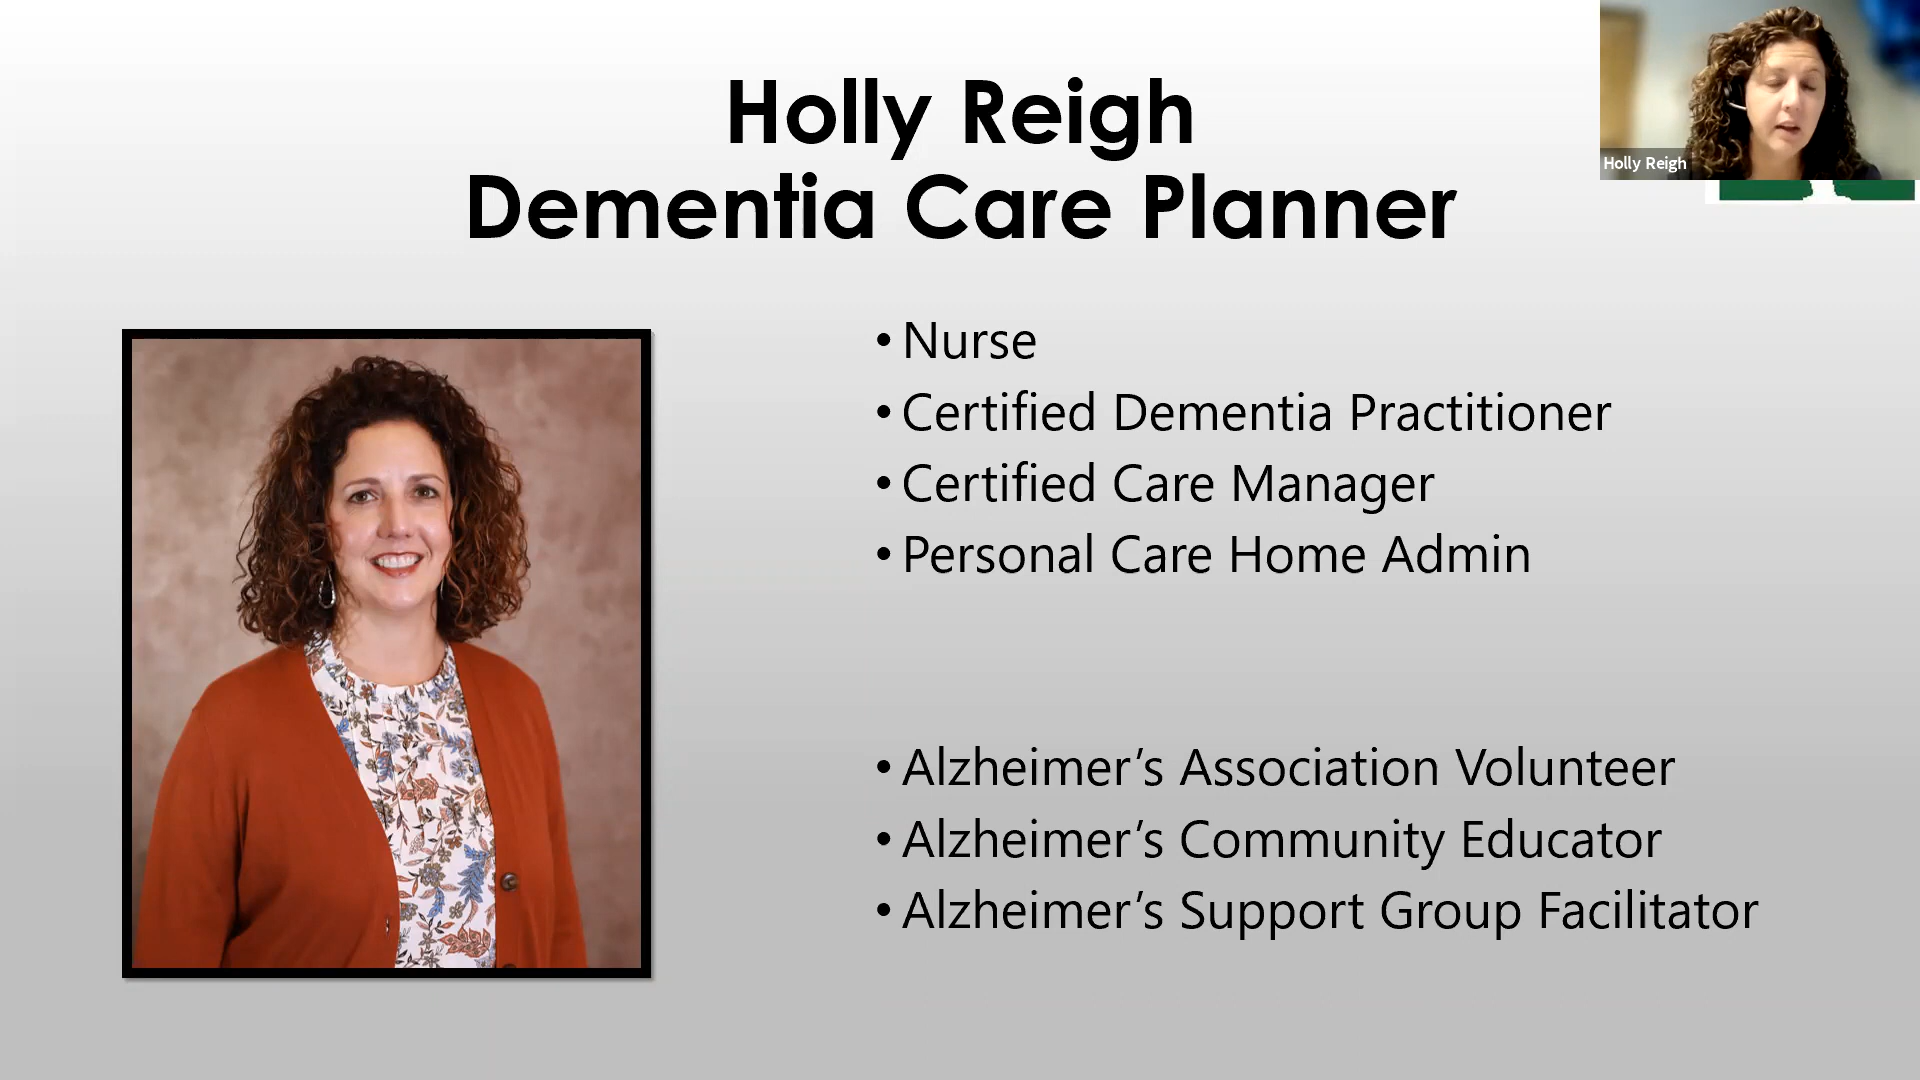 Holly Reigh
Dementia Care Planner
Holly Reigh
• Nurse
• Certified Dementia Practitioner
• Certified Care Manager
• Personal Care Home Admin
• Alzheimer’s Association Volunteer
• Alzheimer’s Community Educator
• Alzheimer’s Support Group Facilitator